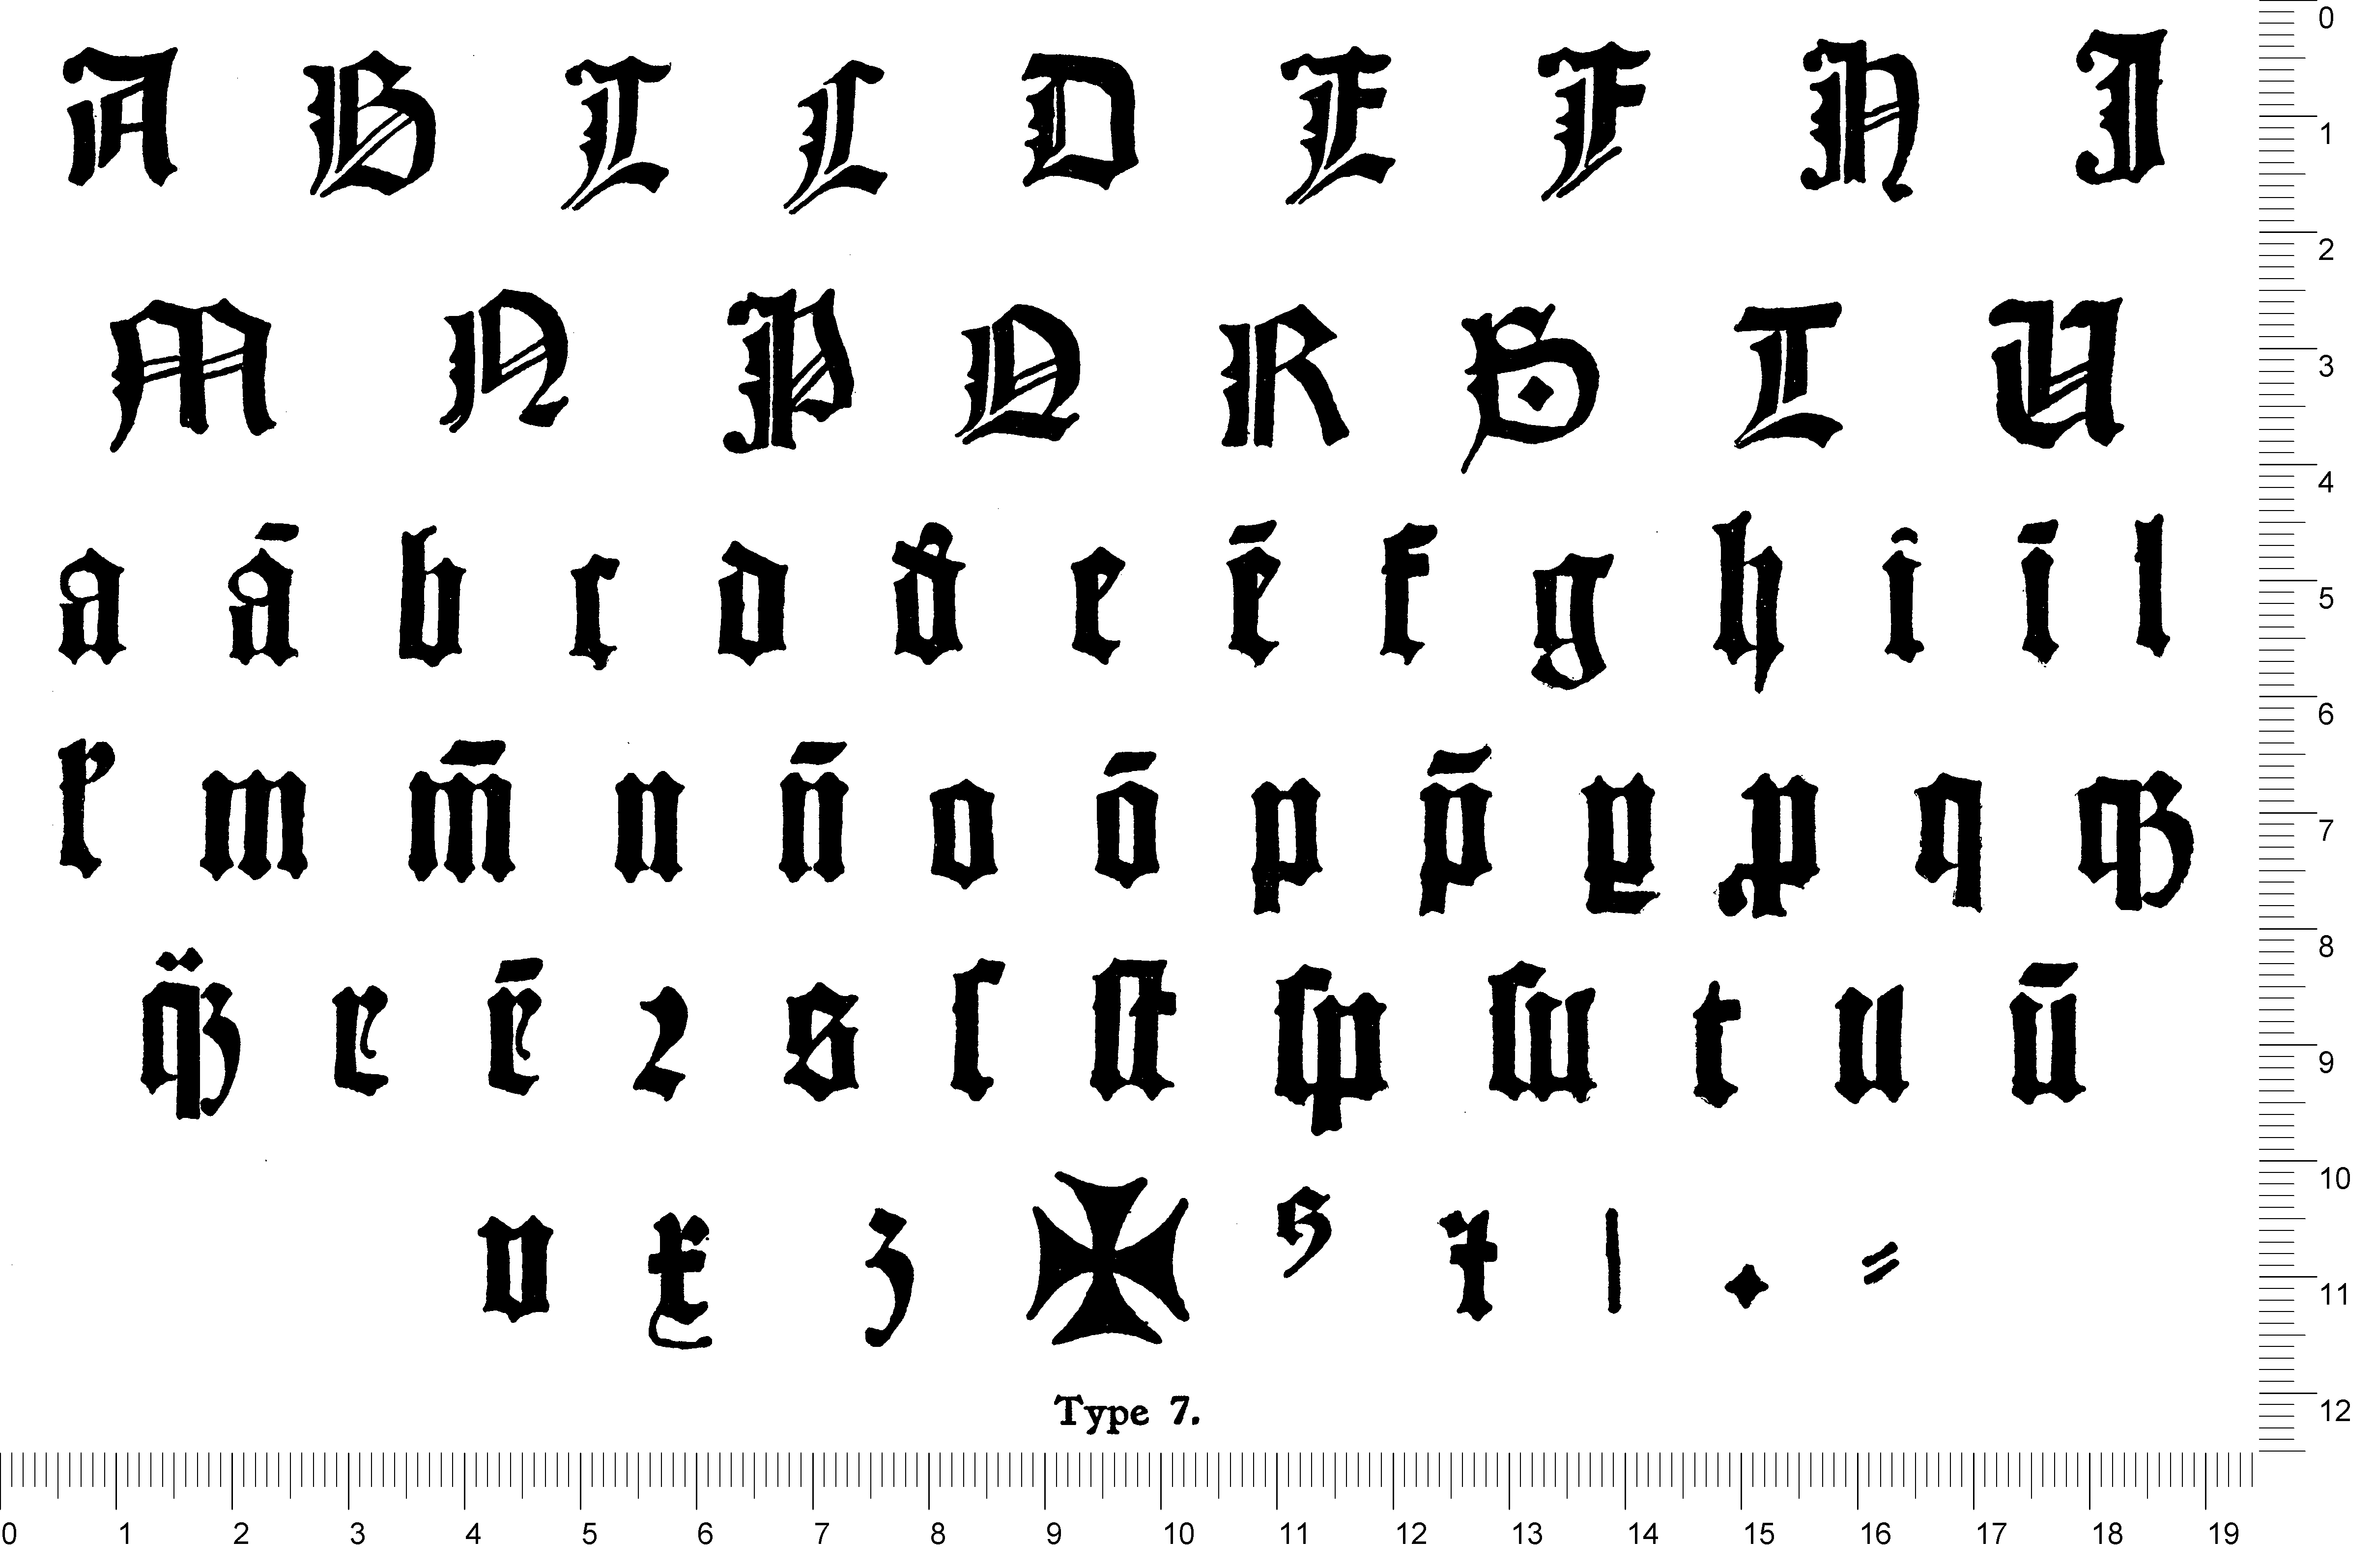 A B C C D E F H I
M N P Q R S T U
a ā b c d đ e ē f g h i ī l
ł m m̄ n n̄ o ō p p̄ ꝑ ꝓ q qꝫ
q̈ꝫ r r̄ ꝛ s ſ ſt ſp ſu t u ū
v x ʒ ✠ ꝰ ⁊ | · ⸗
Type 7.
0 1 2 3 4 5 6 7 8 9 10 11 12
0 1 2 3 4 5 6 7 8 9 10 11 12 13 14 15 16 17 18 19